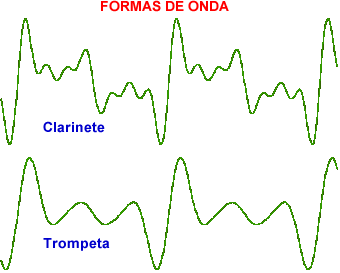 FORMAS DE ONDA
Clarinete
Trompeta